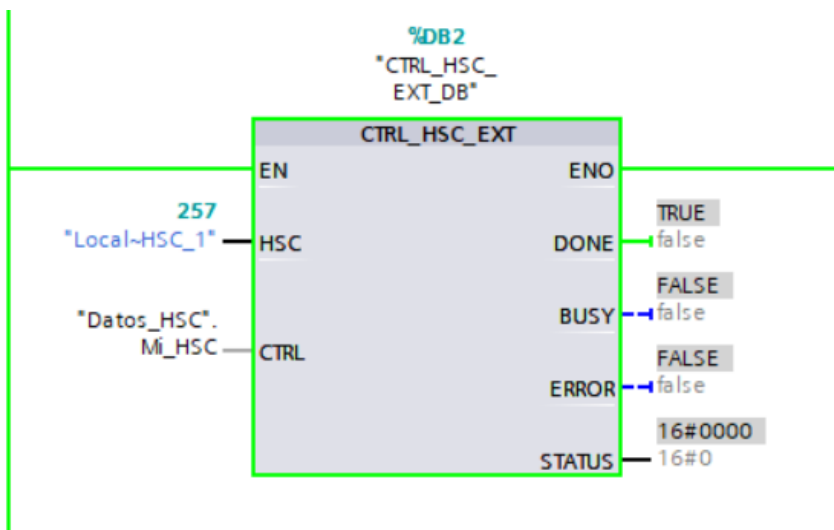 %DB2
"CTRL_HSC_
EXT_DB"
CTRL_HSC_EXT
EN
ENO
257
"Local~HSC_1"
HSC
TRUE
DONE
false
FALSE
BUSY
false
"Datos_HSC".
Mi_HSC
CTRL
FALSE
ERROR
false
16#0000
STATUS
16#0